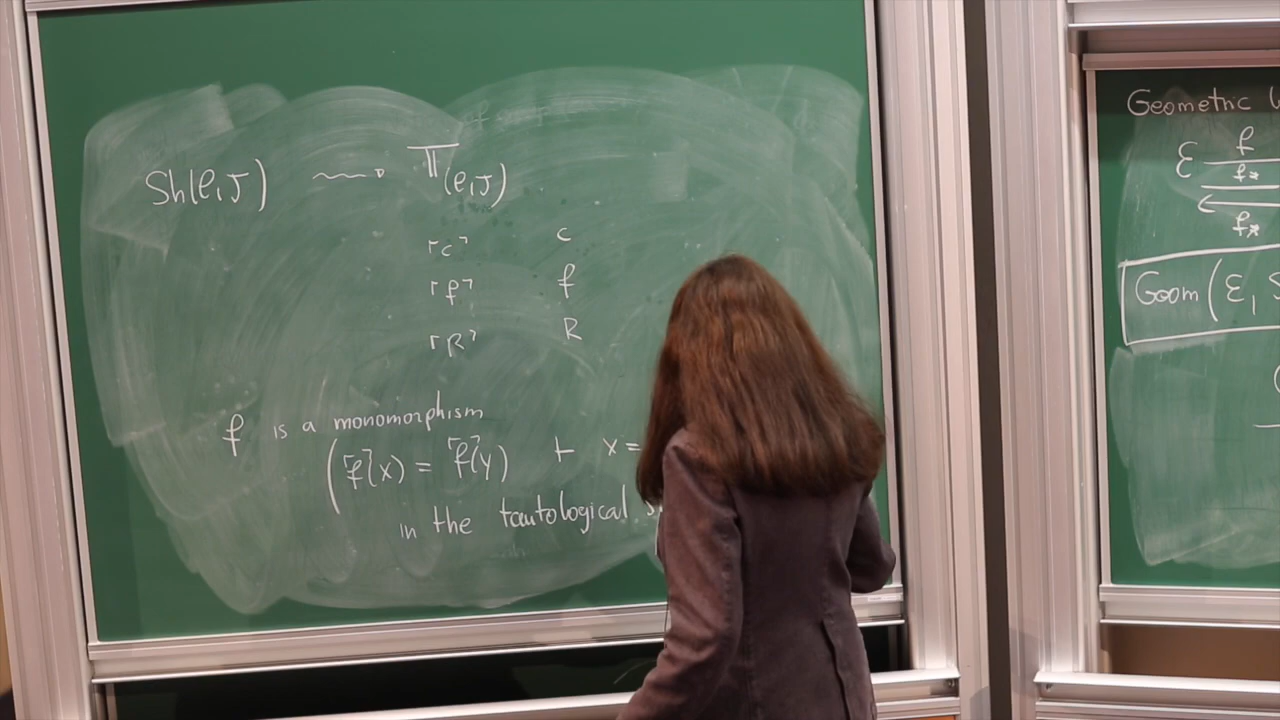 Sh(C,J) ⟿ 𝕋(C,J)
⌜c⌝ c
⌜f⌝ f
⌜R⌝ R
f is a monomorphism
(⌜f⌝(x) = ⌜f⌝(y) ⊢ x =
in the tautological
Geometric
ℰ f
f*
f*
Geom(ℰ,